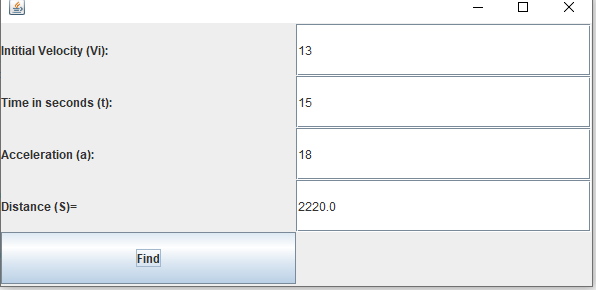 Intitial Velocity (Vi):
13
Time in seconds (t):
15
Acceleration (a):
18
Distance (S)=
2220.0
Find